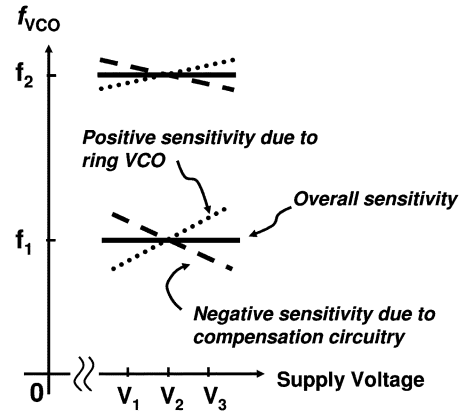 fVCO
f2
Positive sensitivity due to
ring VCO
Overall sensitivity
f1
Negative sensitivity due to
compensation circuitry
0
V1 V2 V3
Supply Voltage